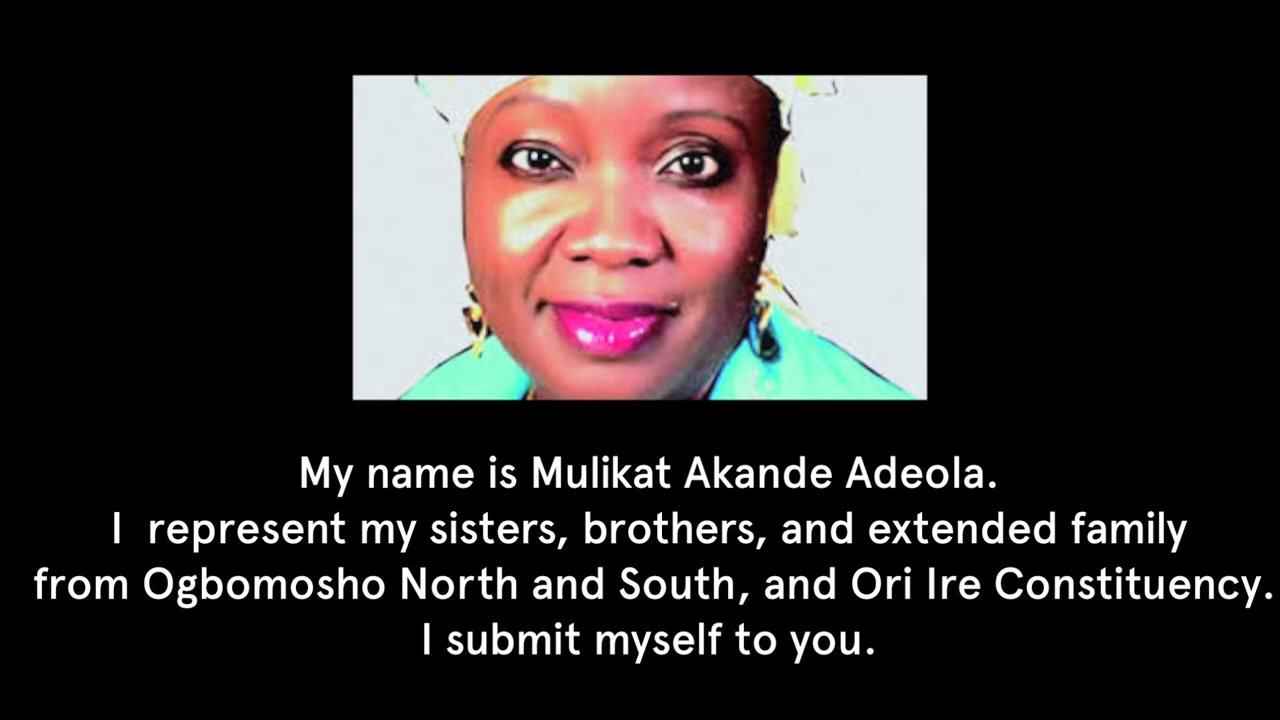 My name is Mulikat Akande Adeola.
I  represent my sisters, brothers, and extended family
from Ogbomosho North and South, and Ori Ire Constituency.
I submit myself to you.